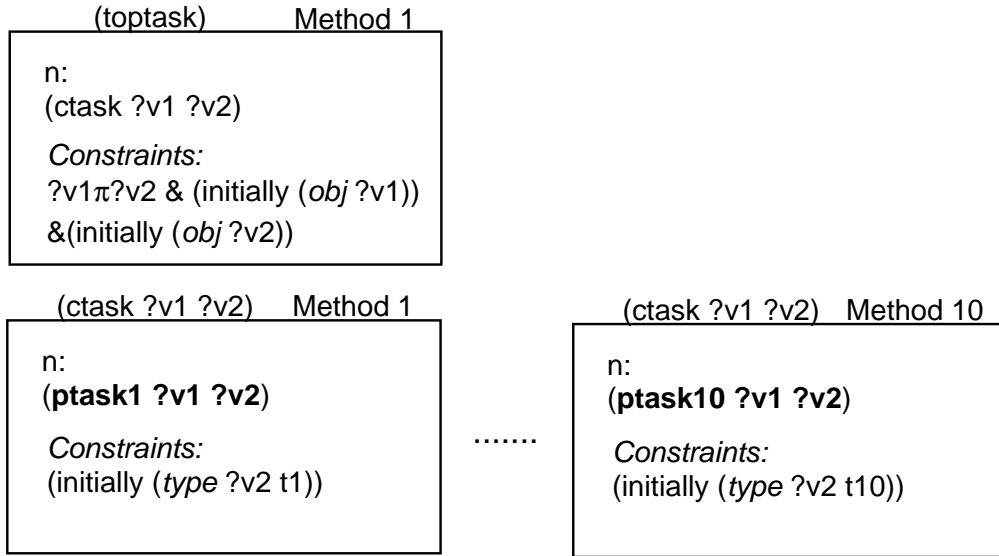 (toptask) Method 1
n:
(ctask ?v1 ?v2)
Constraints:
?v1π?v2 & (initially (obj ?v1))
&(initially (obj ?v2))
(ctask ?v1 ?v2) Method 1
n:
(ptask1 ?v1 ?v2)
Constraints:
(initially (type ?v2 t1))
.......
(ctask ?v1 ?v2) Method 10
n:
(ptask10 ?v1 ?v2)
Constraints:
(initially (type ?v2 t10))